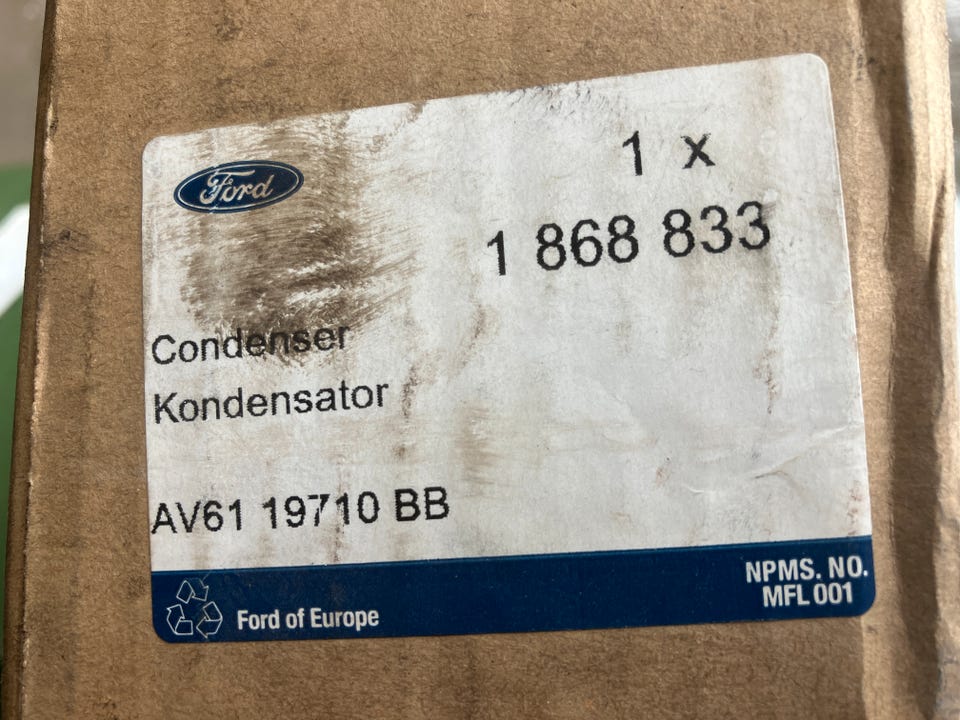 Ford
1 x
1 868 833
Condenser
Kondensator
AV61 19710 BB
NPMS. NO.
MFL 001
Ford of Europe